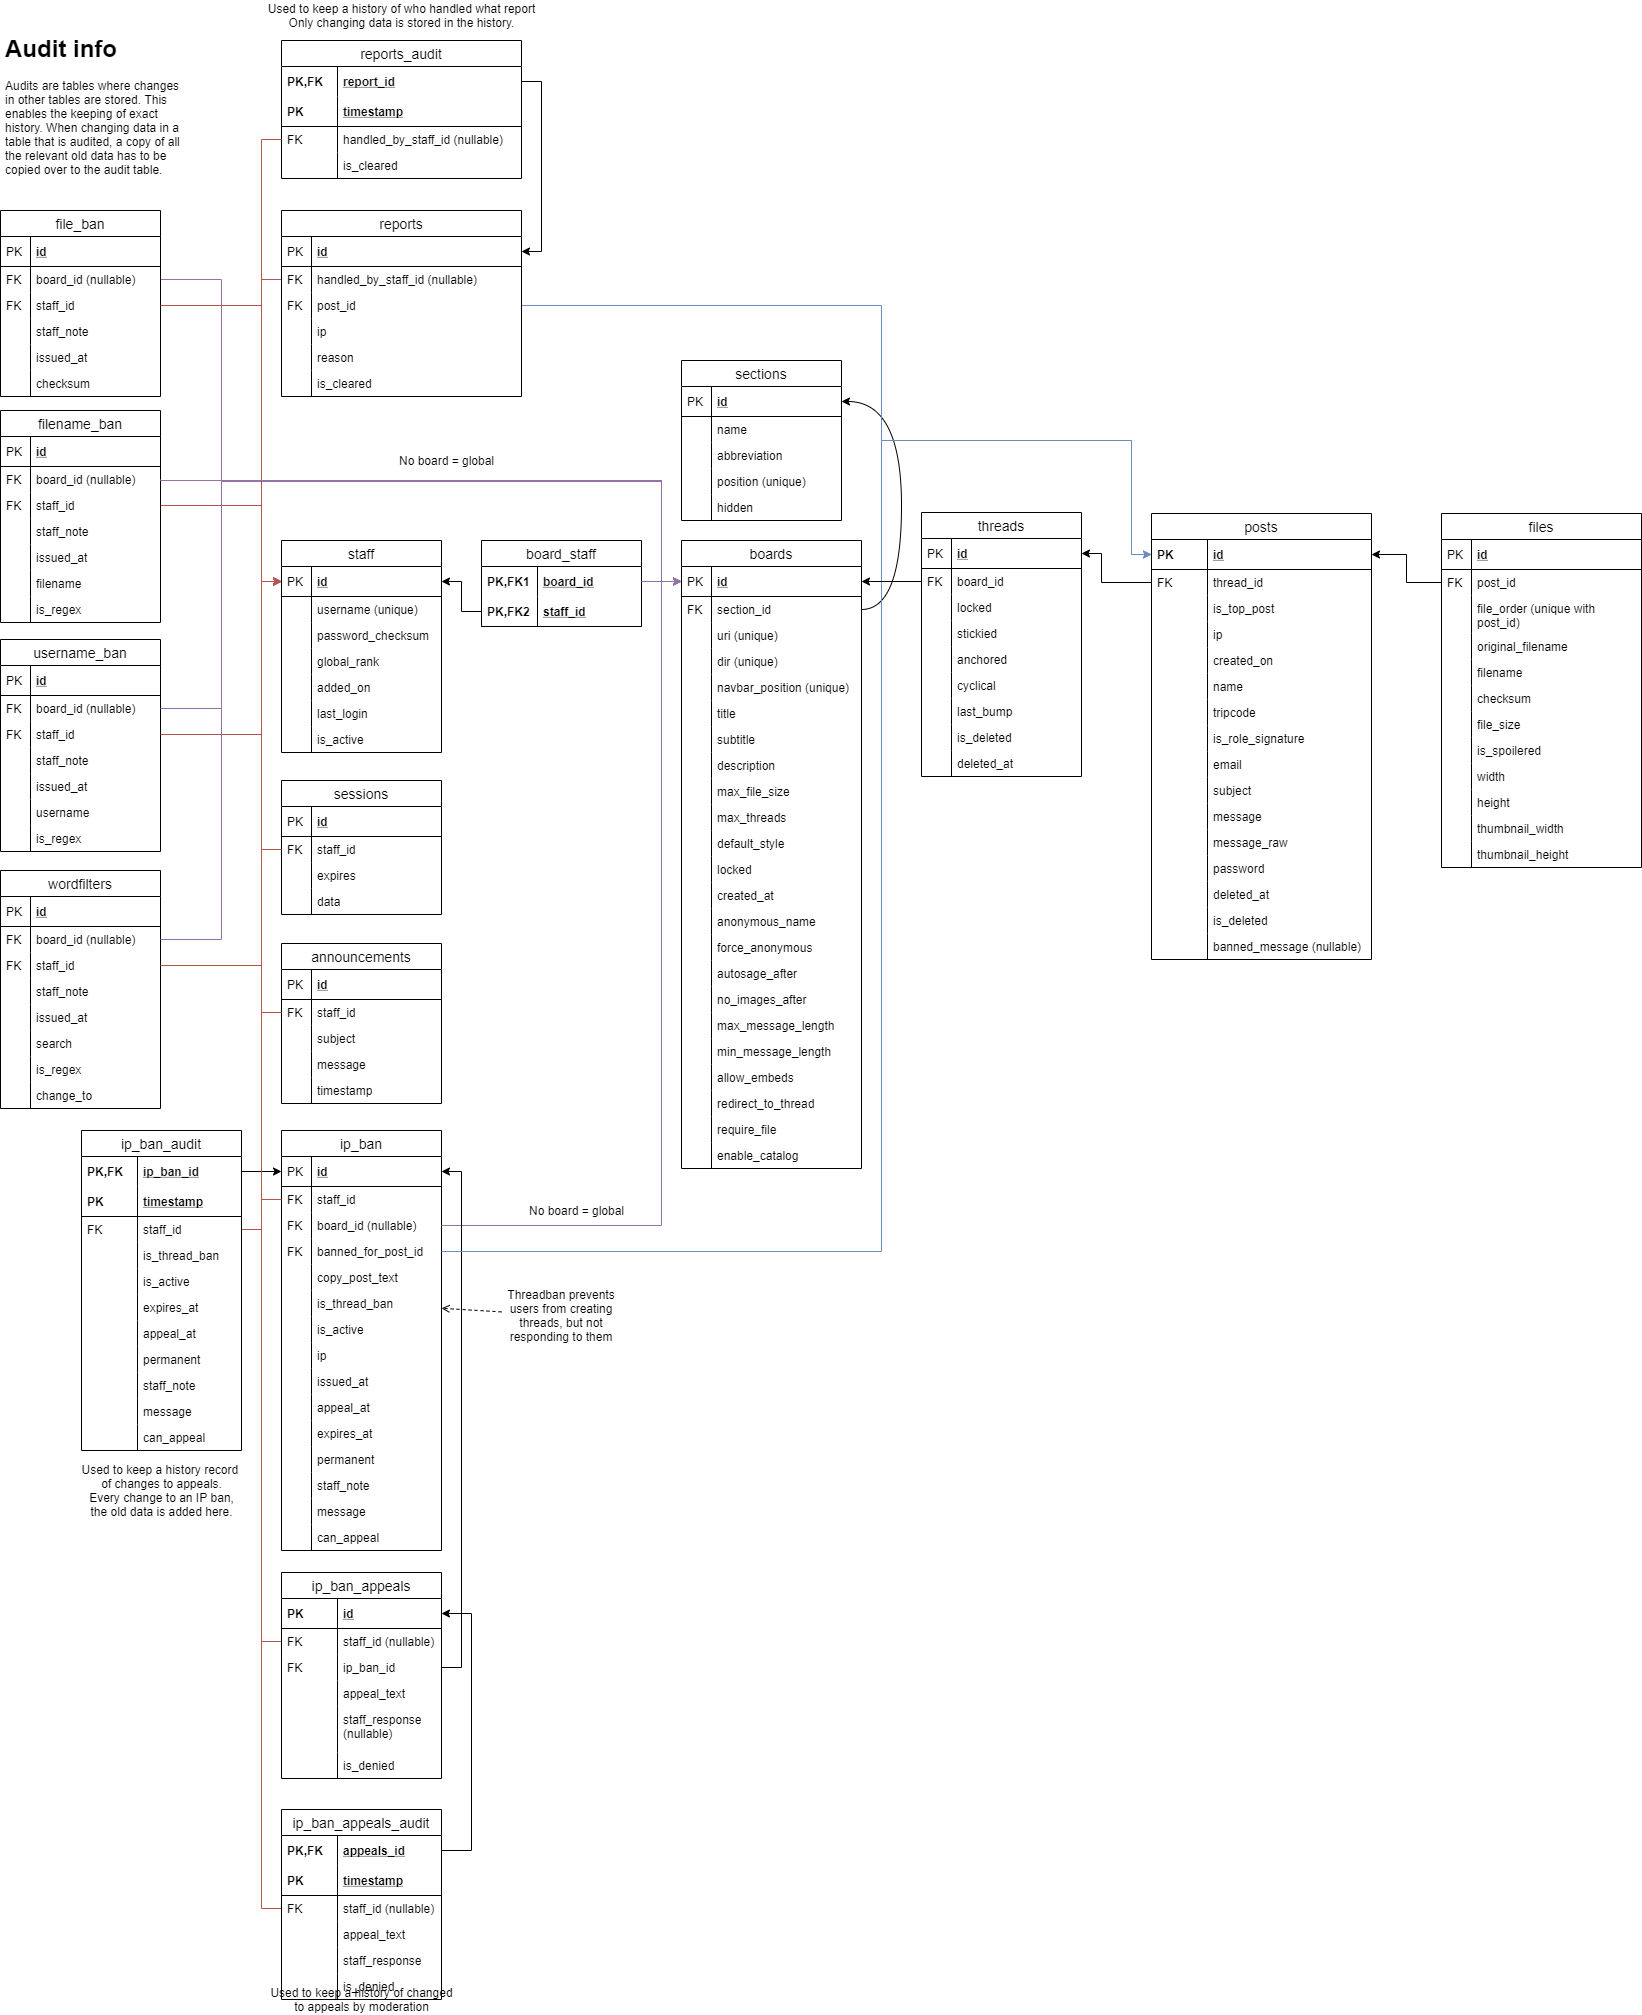 Used to keep a history of who handled what report
Only changing data is stored in the history.
Audit info
Audits are tables where changes
in other tables are stored. This
enables the keeping of exact
history. When changing data in a
table that is audited, a copy of all
the relevant old data has to be
copied over to the audit table.
reports_audit
PK,FK report_id
PK timestamp
FK handled_by_staff_id (nullable)
is_cleared
file_ban
PK id
FK board_id (nullable)
FK staff_id
staff_note
issued_at
checksum
reports
PK id
FK handled_by_staff_id (nullable)
FK post_id
ip
reason
is_cleared
filename_ban
PK id
FK board_id (nullable)
FK staff_id
staff_note
issued_at
filename
is_regex
No board = global
sections
PK id
name
abbreviation
position (unique)
hidden
username_ban
PK id
FK board_id (nullable)
FK staff_id
staff_note
issued_at
username
is_regex
staff
PK id
username (unique)
password_checksum
global_rank
added_on
last_login
is_active
board_staff
PK,FK1 board_id
PK,FK2 staff_id
boards
PK id
FK section_id
uri (unique)
dir (unique)
navbar_position (unique)
title
subtitle
description
max_file_size
max_threads
default_style
locked
created_at
anonymous_name
force_anonymous
autosage_after
no_images_after
max_message_length
min_message_length
allow_embeds
redirect_to_thread
require_file
enable_catalog
threads
PK id
FK board_id
locked
stickied
anchored
cyclical
last_bump
is_deleted
deleted_at
posts
PK id
FK thread_id
is_top_post
ip
created_on
name
tripcode
is_role_signature
email
subject
message
message_raw
password
deleted_at
is_deleted
banned_message (nullable)
files
PK id
FK post_id
file_order (unique with
post_id)
original_filename
filename
checksum
file_size
is_spoilered
width
height
thumbnail_width
thumbnail_height
wordfilters
PK id
FK board_id (nullable)
FK staff_id
staff_note
issued_at
search
is_regex
change_to
sessions
PK id
FK staff_id
expires
data
announcements
PK id
FK staff_id
subject
message
timestamp
ip_ban_audit
PK,FK ip_ban_id
PK timestamp
FK staff_id
is_thread_ban
is_active
expires_at
appeal_at
permanent
staff_note
message
can_appeal
Used to keep a history record
of changes to appeals.
Every change to an IP ban,
the old data is added here.
ip_ban
PK id
FK staff_id
FK board_id (nullable)
FK banned_for_post_id
copy_post_text
is_thread_ban
is_active
ip
issued_at
appeal_at
expires_at
permanent
staff_note
message
can_appeal
No board = global
Threadban prevents
users from creating
threads, but not
responding to them
ip_ban_appeals
PK id
FK staff_id (nullable)
FK ip_ban_id
appeal_text
staff_response
(nullable)
is_denied
ip_ban_appeals_audit
PK,FK appeals_id
PK timestamp
FK staff_id (nullable)
appeal_text
staff_response
is_denied
Used to keep a history of changed
to appeals by moderation